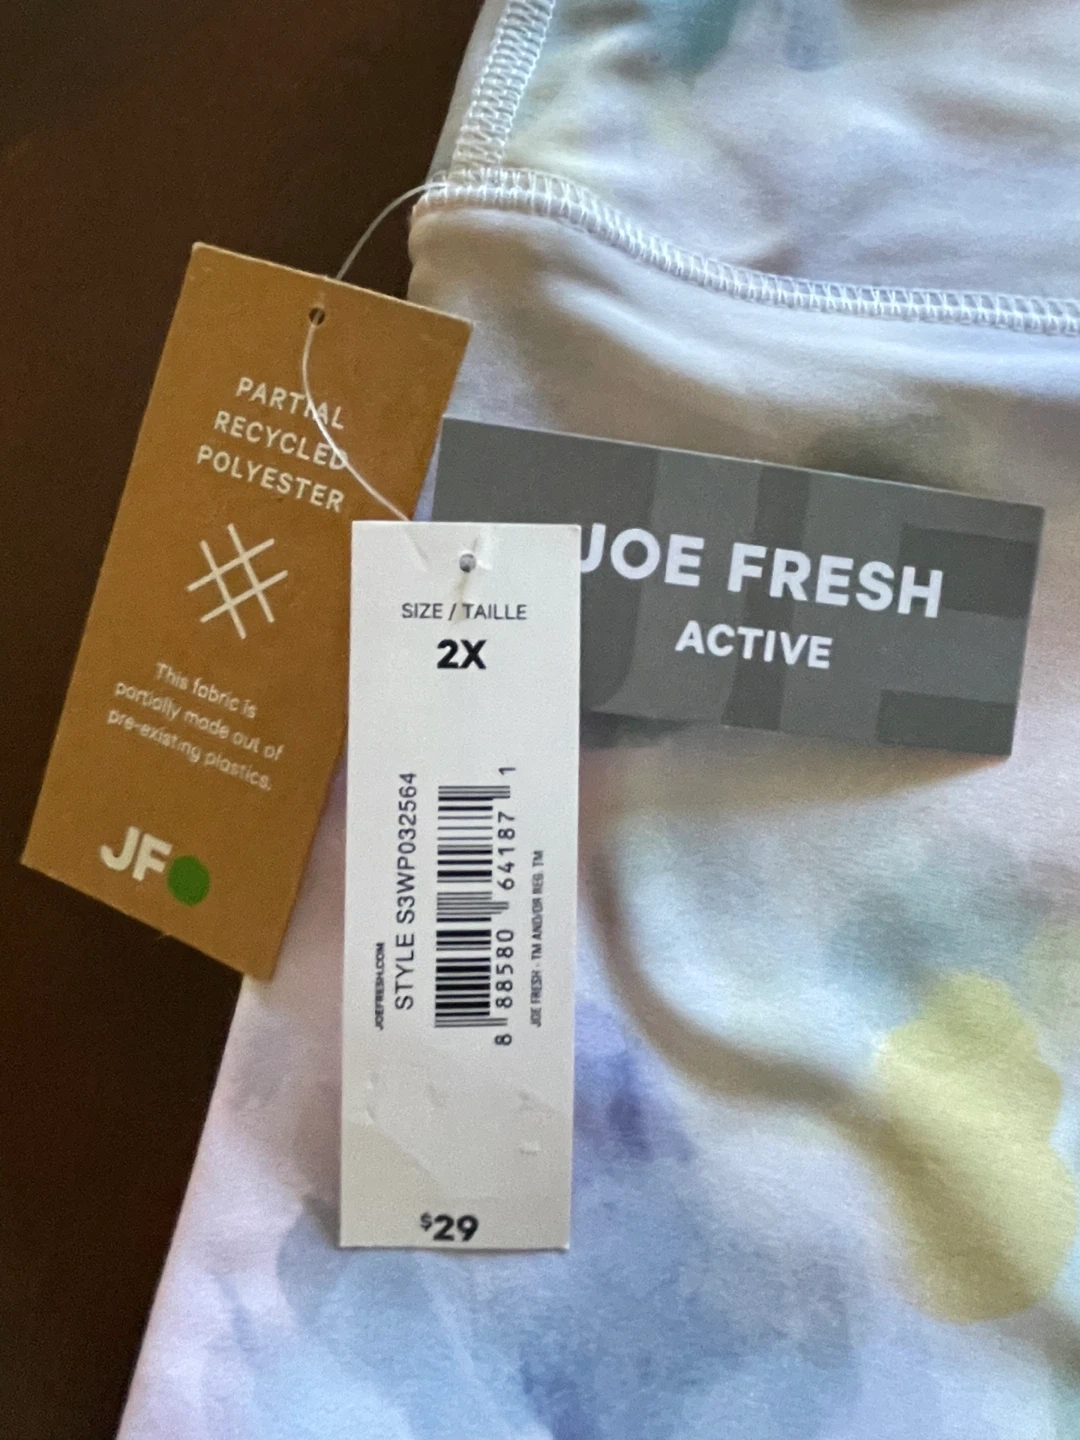 PARTIAL
RECYCLED
POLYESTER
This fabric is
partially made out of
pre-existing plastics.
JF
JOE FRESH
ACTIVE
SIZE / TAILLE
2X
JOEFRESH.COM
STYLE S3WP032564
8 88580 64187 1
JOE FRESH - TM AND/OR REG. TM
$29